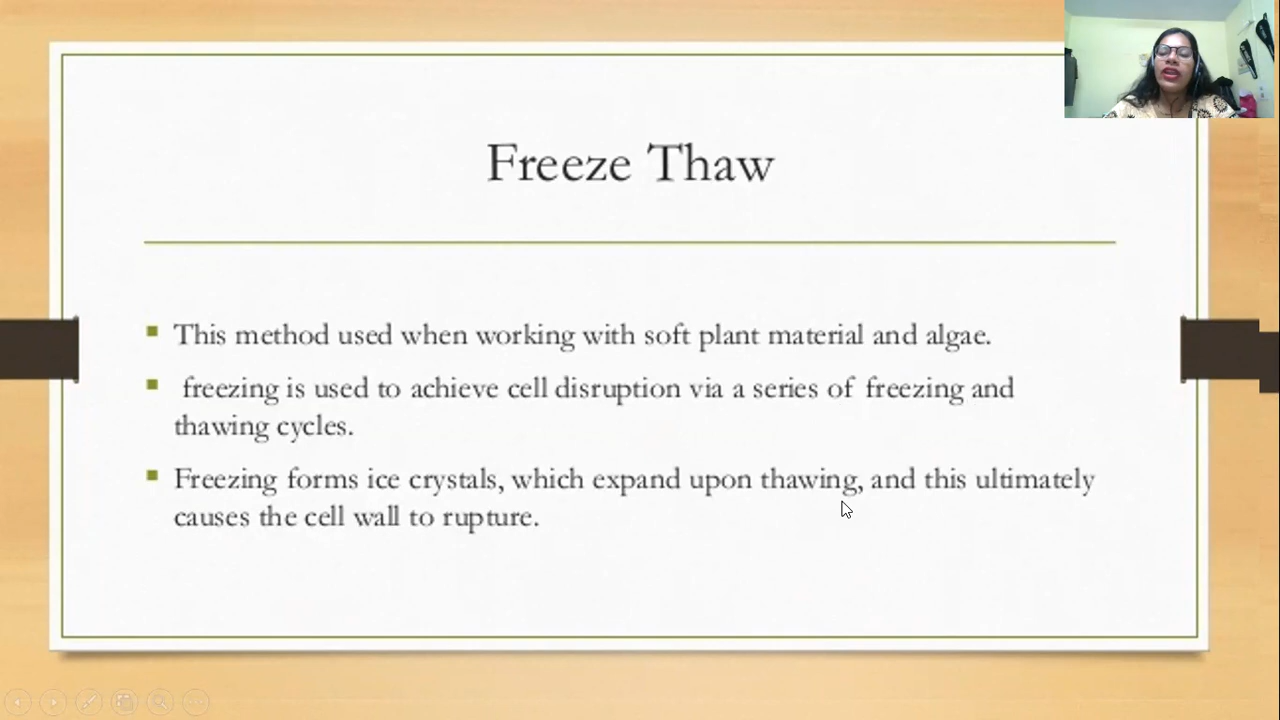 Freeze Thaw
This method used when working with soft plant material and algae.
freezing is used to achieve cell disruption via a series of freezing and
thawing cycles.
Freezing forms ice crystals, which expand upon thawing, and this ultimately
causes the cell wall to rupture.